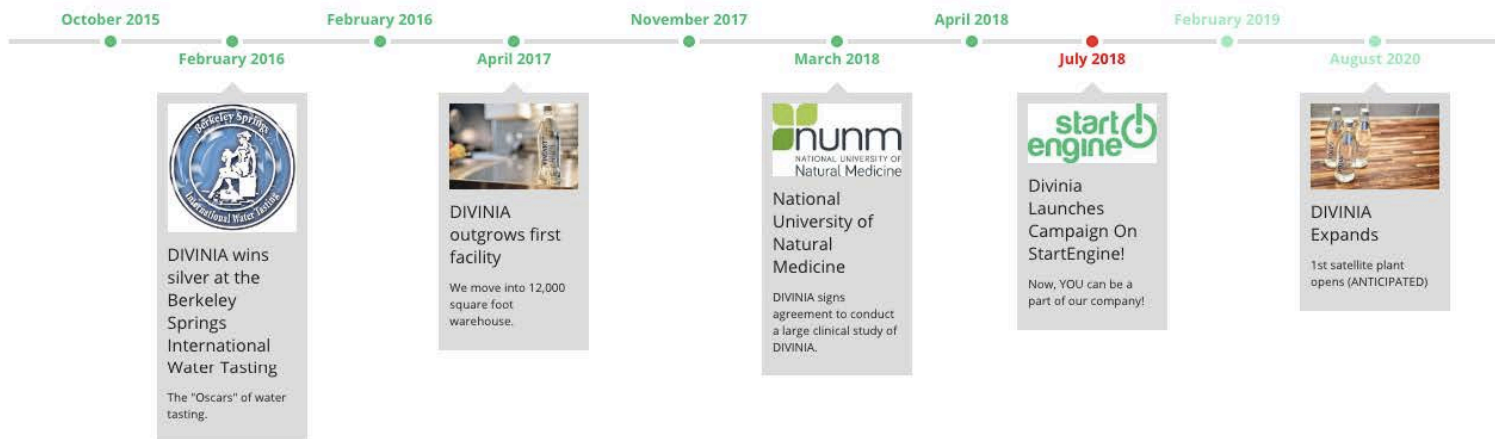 October 2015
February 2016
November 2017
April 2018
February 2019
February 2016
April 2017
March 2018
July 2018
August 2020
Berkeley Springs
International Water Tasting
DIVINIA wins
silver at the
Berkeley
Springs
International
Water Tasting
The "Oscars" of water
tasting.
DIVINIA
outgrows first
facility
We move into 12,000
square foot
warehouse.
nunm
NATIONAL UNIVERSITY OF
Natural Medicine
National
University of
Natural
Medicine
DIVINIA signs
agreement to conduct
a large clinical study of
DIVINIA.
start
engine
Divinia
Launches
Campaign On
StartEngine!
Now, YOU can be a
part of our company!
DIVINIA
Expands
1st satellite plant
opens (ANTICIPATED)